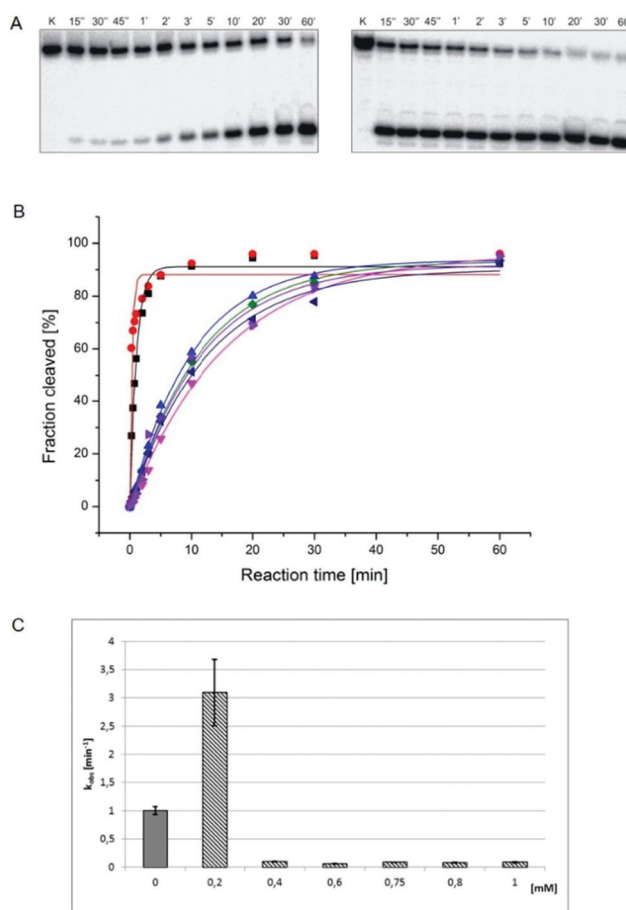 A
K 15" 30" 45" 1' 2' 3' 5' 10' 20' 30' 60'
K 15" 30" 45" 1' 2' 3' 5' 10' 20' 30' 60
B
Fraction cleaved [%]
100
80
60
40
20
0
0 10 20 30 40 50 60
Reaction time [min]
C
kobs [min⁻¹]
4
3,5
3
2,5
2
1,5
1
0,5
0
0 0,2 0,4 0,6 0,75 0,8 1 [mM]